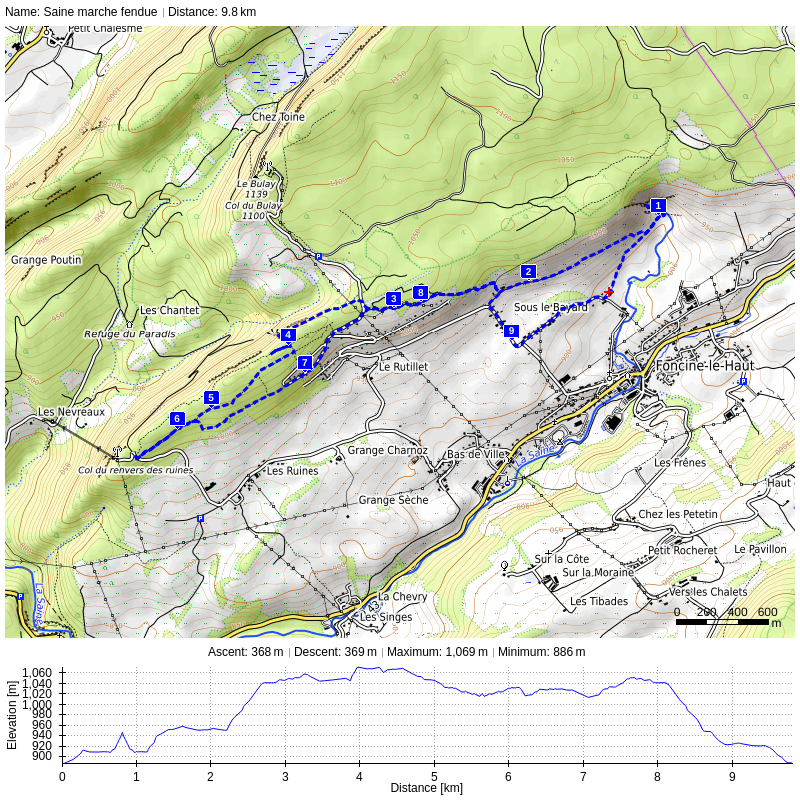 Name: Saine marche fendue | Distance: 9.8 km
Petit Chalesme
Chez Toine
Le Bulay
1139
Col du Bulay
1100
Grange Poutin
Les Chantet
Refuge du Paradis
Les Nevreaux
Col du renvers des ruines
Sous le Bayard
Le Rutillet
Foncine-le-Haut
Grange Charnoz
Bas de Ville
La Saine
Les Ruines
Grange Sèche
Les Frênes
Haut
Chez les Petetin
Petit Rocheret
Le Pavillon
Sur la Côte
Sur la Moraine
Vers les Chalets
Les Tibades
La Chevry
Les Singes
La Saine
1
2
3
8
4
7
9
5
6
P
P
P
P
0 200 400 600
m
Ascent: 368 m | Descent: 369 m | Maximum: 1,069 m | Minimum: 886 m
Elevation [m]
1,060
1,040
1,020
1,000
980
960
940
920
900
0 1 2 3 4 5 6 7 8 9
Distance [km]